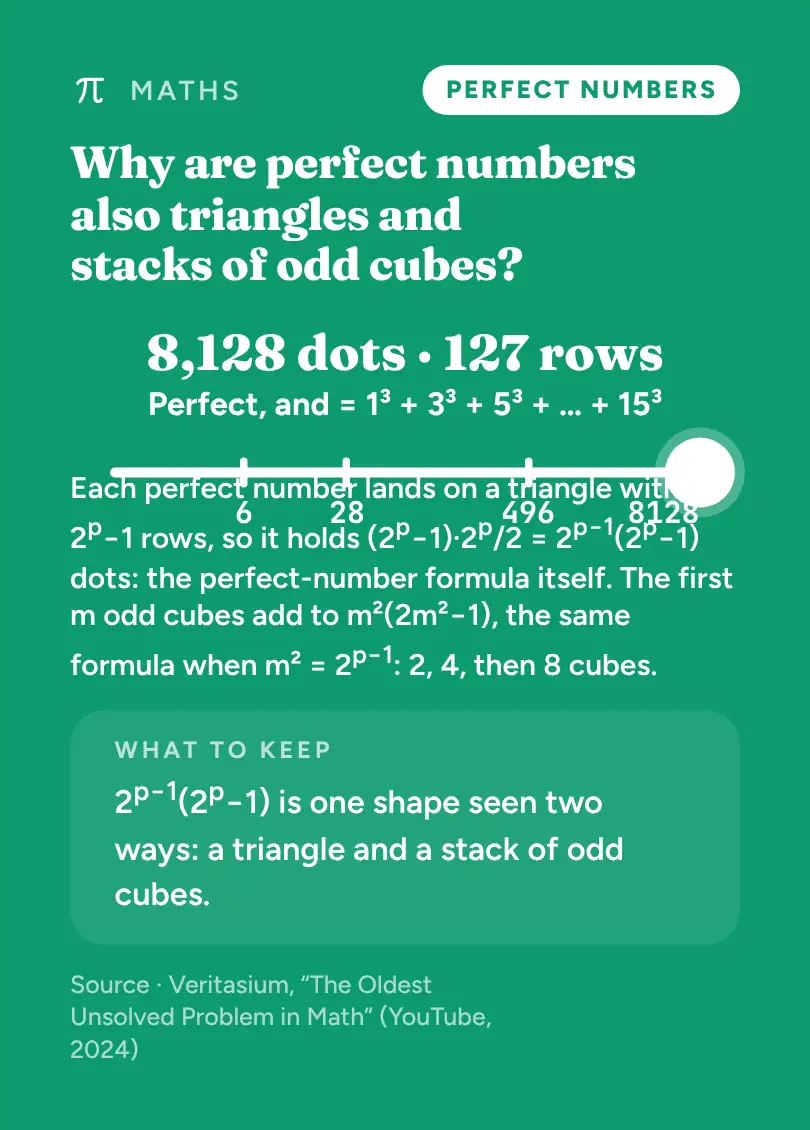 π MATHS
PERFECT NUMBERS
Why are perfect numbers
also triangles and
stacks of odd cubes?
8,128 dots · 127 rows
Perfect, and = 1³ + 3³ + 5³ + … + 15³
6 28 496 8128
Each perfect number lands on a triangle with
2ᵖ−1 rows, so it holds (2ᵖ−1)·2ᵖ/2 = 2ᵖ⁻¹(2ᵖ−1)
dots: the perfect-number formula itself. The first
m odd cubes add to m²(2m²−1), the same
formula when m² = 2ᵖ⁻¹: 2, 4, then 8 cubes.
WHAT TO KEEP
2ᵖ⁻¹(2ᵖ−1) is one shape seen two
ways: a triangle and a stack of odd
cubes.
Source · Veritasium, “The Oldest
Unsolved Problem in Math” (YouTube,
2024)